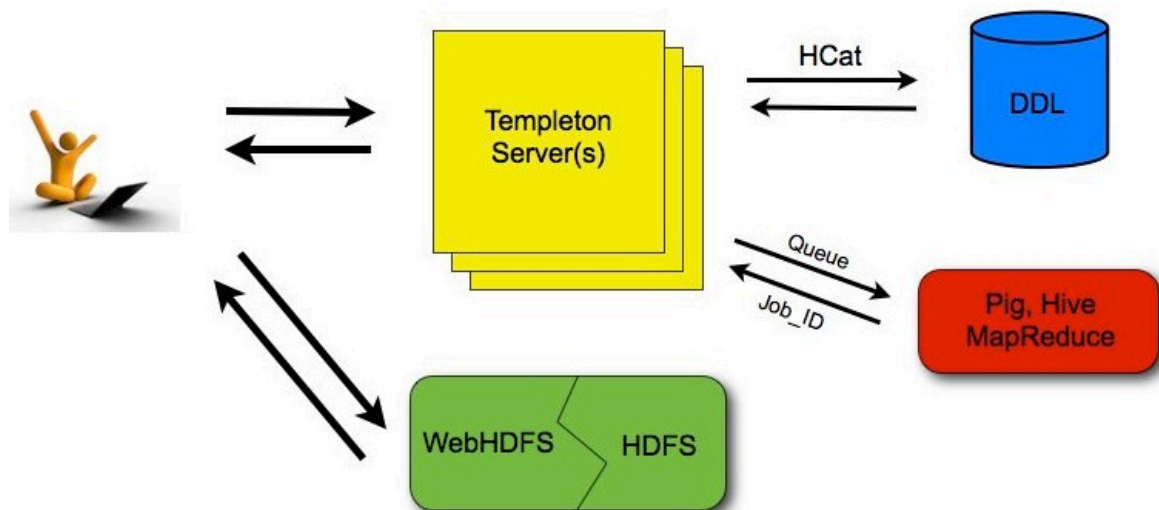 HCat
Templeton
Server(s)
DDL
Queue
Job_ID
Pig, Hive
MapReduce
WebHDFS
HDFS